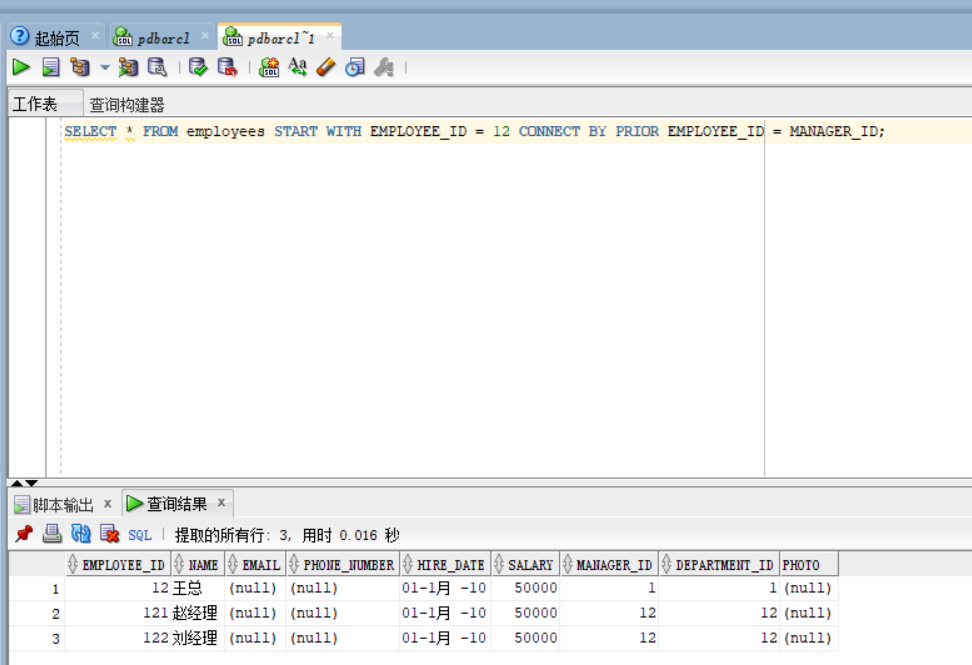 起始页 × pdborcl × pdborcl~1 ×
工作表 查询构建器
SELECT * FROM employees START WITH EMPLOYEE_ID = 12 CONNECT BY PRIOR EMPLOYEE_ID = MANAGER_ID;
脚本输出 × 查询结果 ×
SQL 提取的所有行: 3, 用时 0.016 秒
EMPLOYEE_ID NAME EMAIL PHONE_NUMBER HIRE_DATE SALARY MANAGER_ID DEPARTMENT_ID PHOTO
1 12 王总 (null) (null) 01-1月 -10 50000 1 1 (null)
2 121 赵经理 (null) (null) 01-1月 -10 50000 12 12 (null)
3 122 刘经理 (null) (null) 01-1月 -10 50000 12 12 (null)